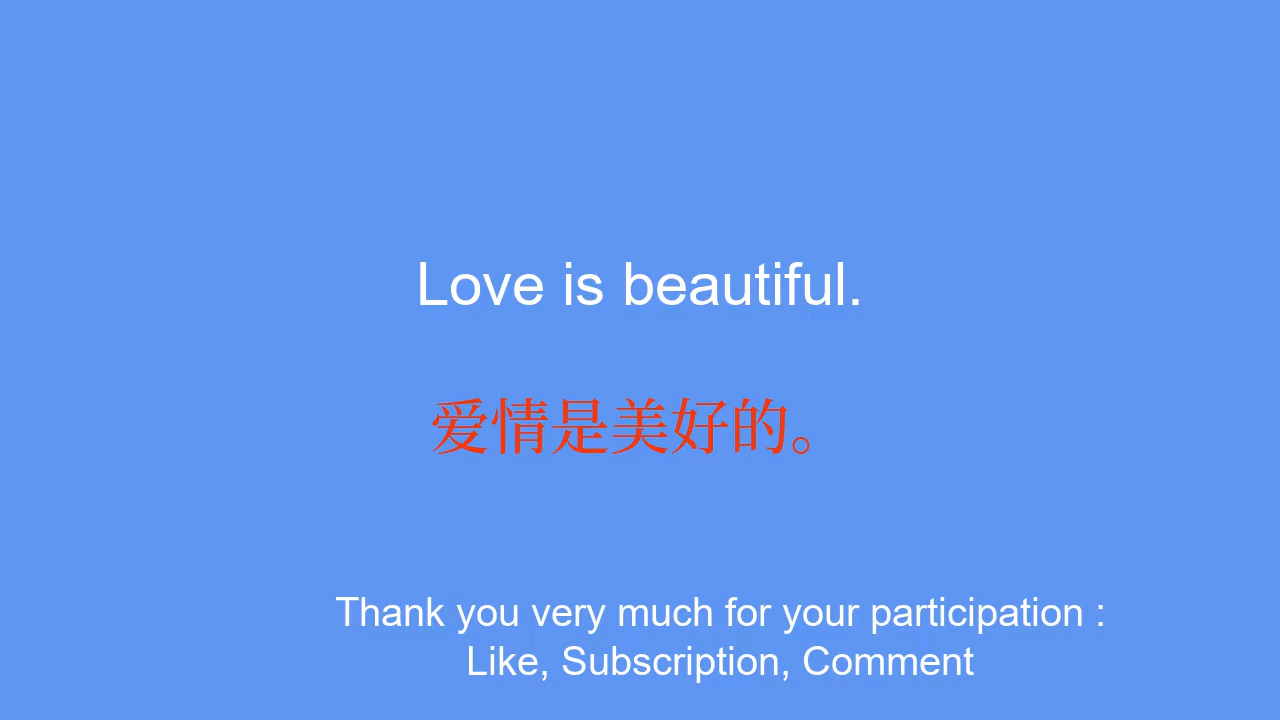 Love is beautiful.
爱情是美好的。
Thank you very much for your participation :
Like, Subscription, Comment